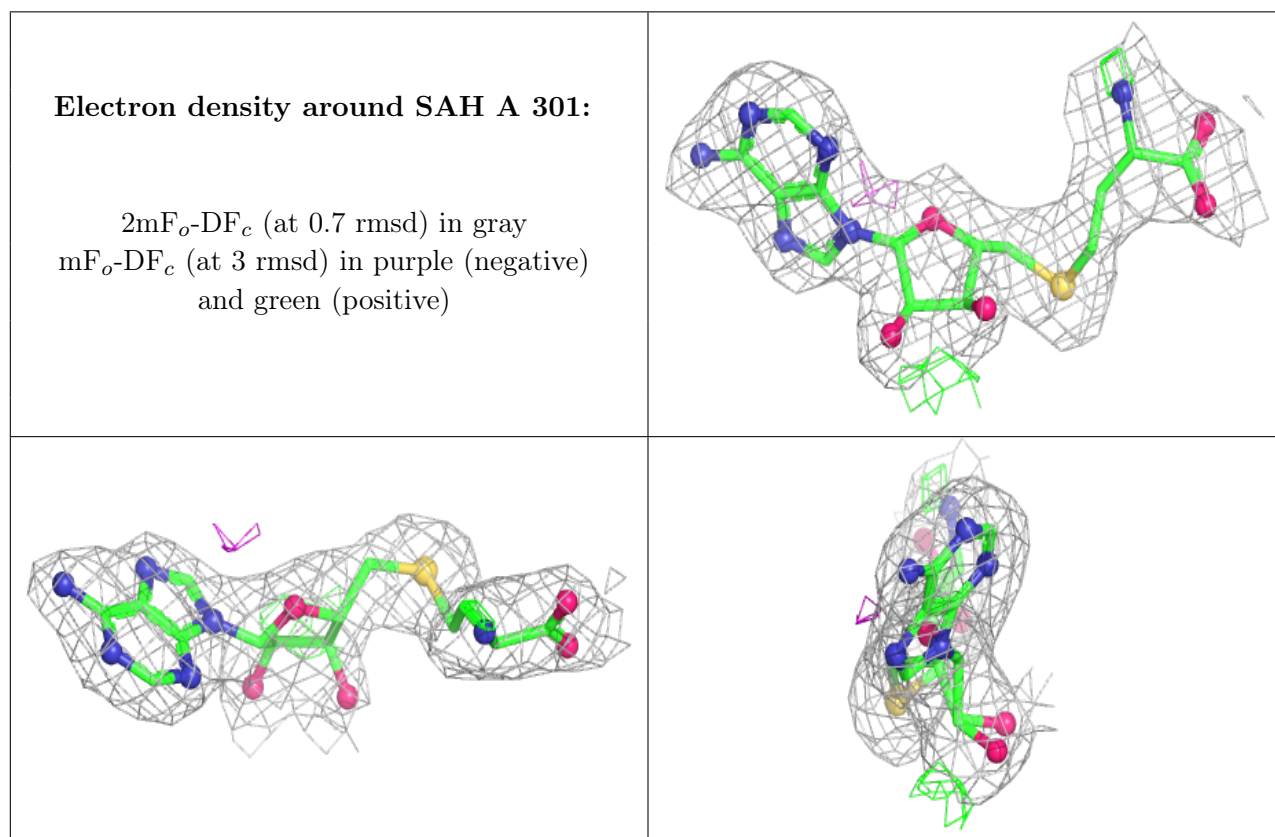 Electron density around SAH A 301:
2mFo-DFc (at 0.7 rmsd) in gray
mFo-DFc (at 3 rmsd) in purple (negative)
and green (positive)